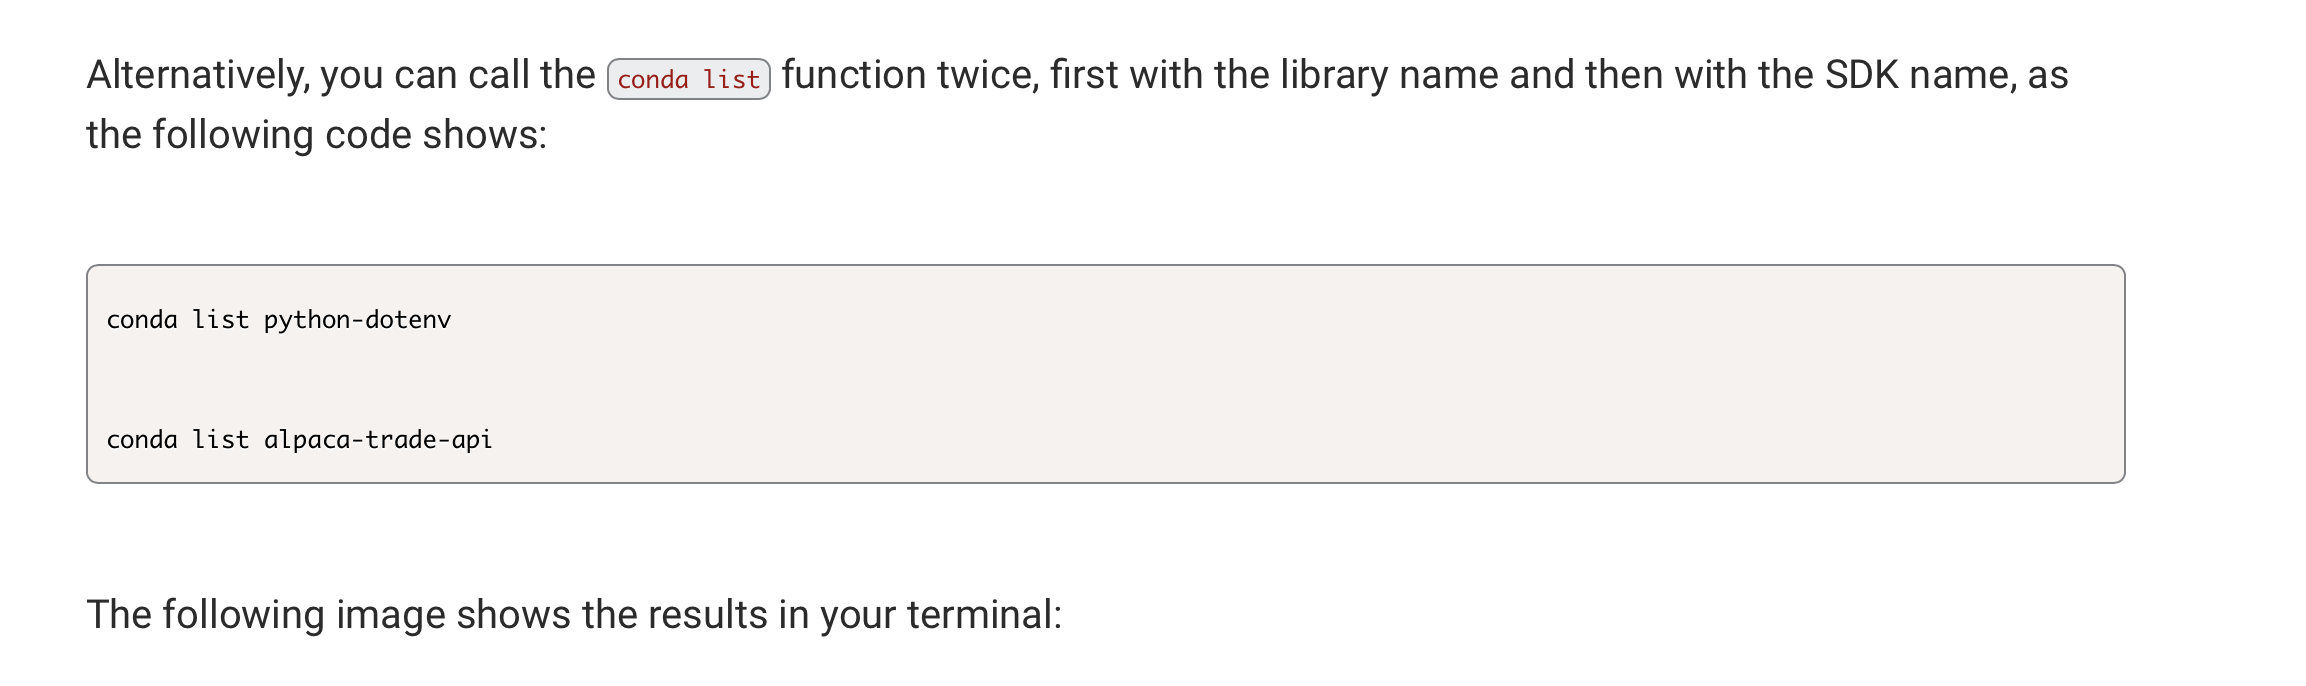 Alternatively, you can call the conda list function twice, first with the library name and then with the SDK name, as
the following code shows:
conda list python-dotenv
conda list alpaca-trade-api
The following image shows the results in your terminal: